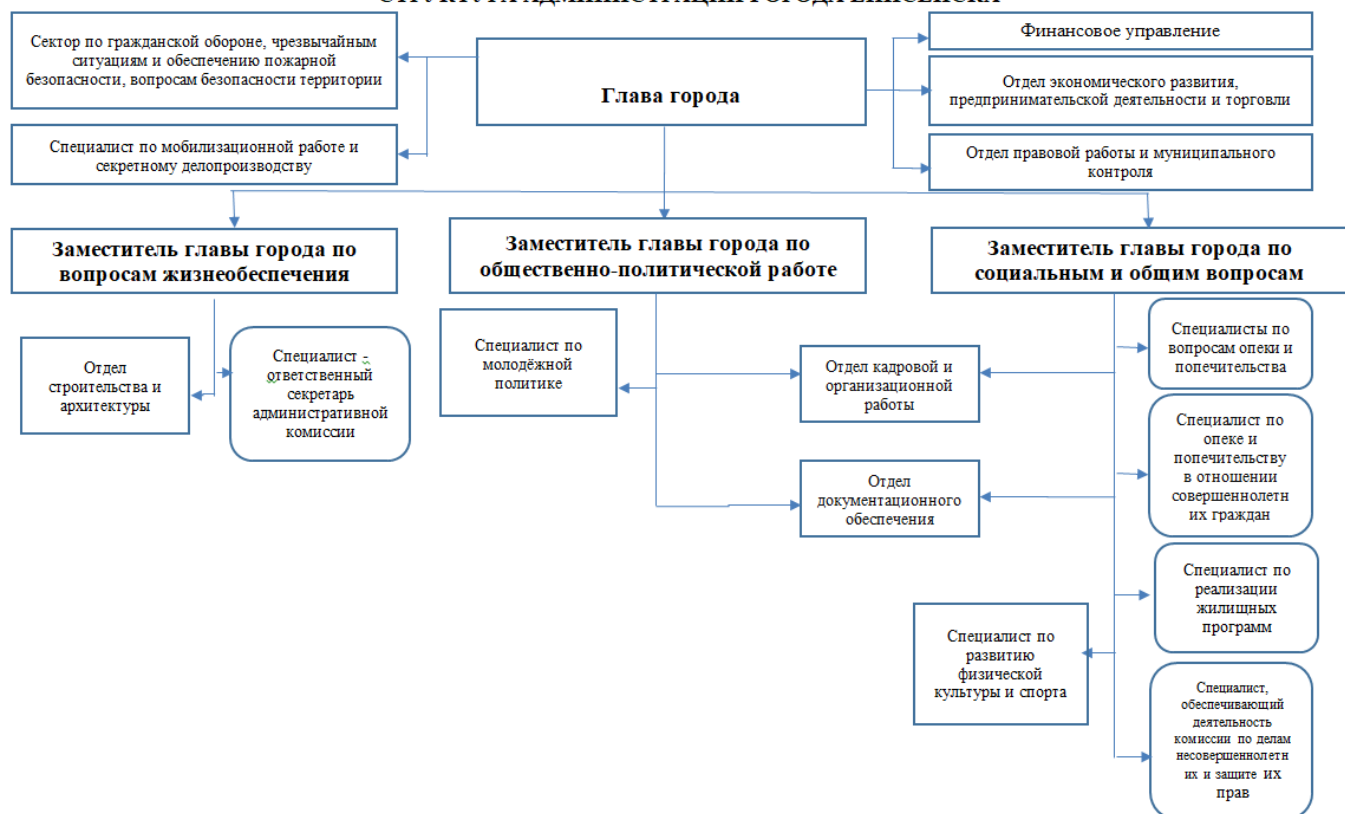 СТРУКТУРА АДМИНИСТРАЦИИ ГОРОДА ЕНИСЕЙСКА
Сектор по гражданской обороне, чрезвычайным
ситуациям и обеспечению пожарной
безопасности, вопросам безопасности территории
Глава города
Финансовое управление
Отдел экономического развития,
предпринимательской деятельности и торговли
Специалист по мобилизационной работе и
секретному делопроизводству
Отдел правовой работы и муниципального
контроля
Заместитель главы города по
вопросам жизнеобеспечения
Заместитель главы города по
общественно-политической работе
Заместитель главы города по
социальным и общим вопросам
Отдел
строительства и
архитектуры
Специалист -
ответственный
секретарь
административной
комиссии
Специалист по
молодёжной
политике
Отдел кадровой и
организационной
работы
Специалисты по
вопросам опеки и
попечительства
Отдел
документационного
обеспечения
Специалист по
опеке и
попечительству
в отношении
совершеннолетн
их граждан
Специалист по
развитию
физической
культуры и спорта
Специалист по
реализации
жилищных
программ
Специалист,
обеспечивающий
деятельность
комиссии по делам
несовершеннолетн
их и защите их
прав